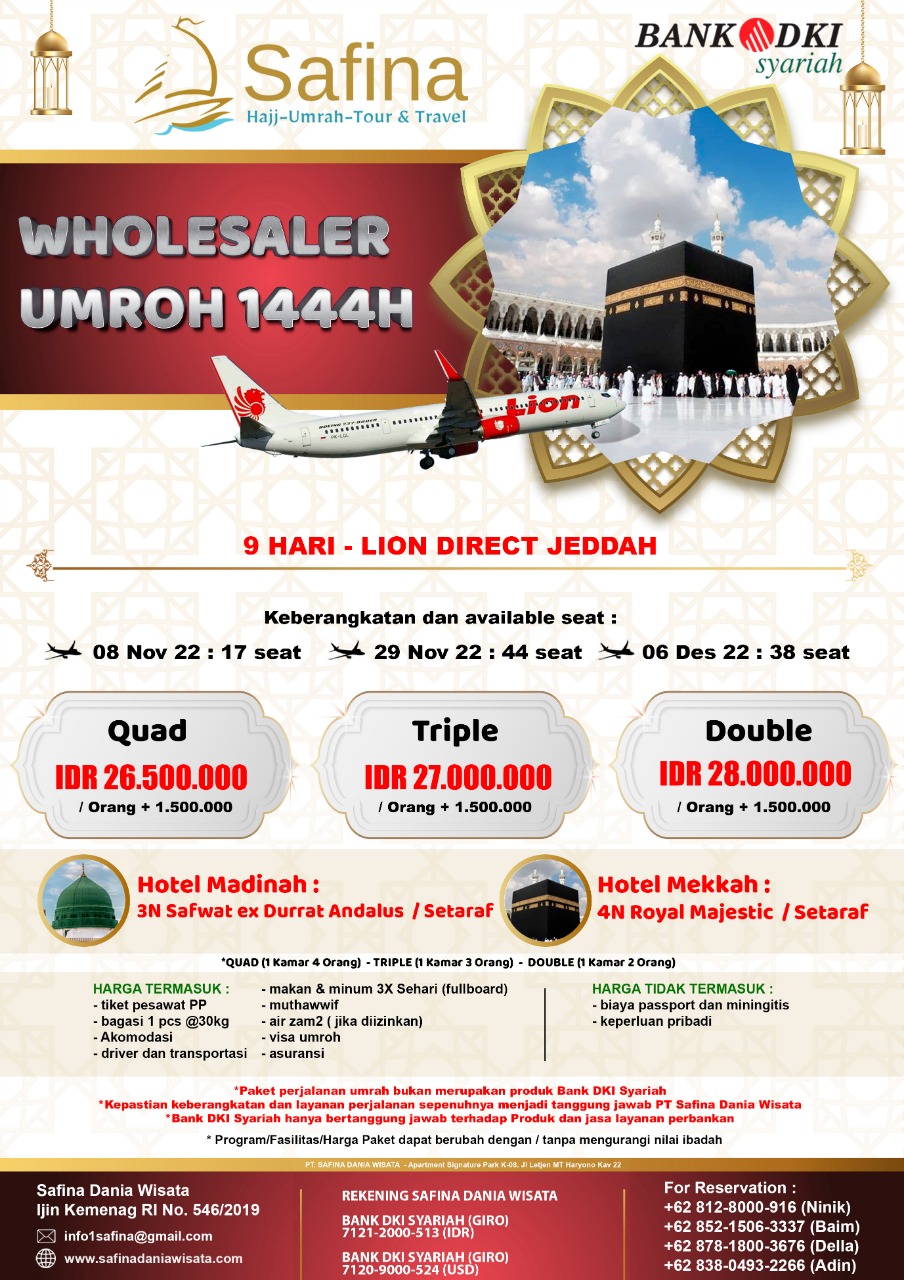 Safina
Hajj-Umrah-Tour & Travel
BANK DKI
syariah
WHOLESALER
UMROH 1444H
Lion
BOEING 737-900ER
PK-LGL
9 HARI - LION DIRECT JEDDAH
Keberangkatan dan available seat :
08 Nov 22 : 17 seat
29 Nov 22 : 44 seat
06 Des 22 : 38 seat
Quad
IDR 26.500.000
/ Orang + 1.500.000
Triple
IDR 27.000.000
/ Orang + 1.500.000
Double
IDR 28.000.000
/ Orang + 1.500.000
Hotel Madinah :
3N Safwat ex Durrat Andalus / Setaraf
Hotel Mekkah :
4N Royal Majestic / Setaraf
*QUAD (1 Kamar 4 Orang) - TRIPLE (1 Kamar 3 Orang) - DOUBLE (1 Kamar 2 Orang)
HARGA TERMASUK :
- tiket pesawat PP
- bagasi 1 pcs @30kg
- Akomodasi
- driver dan transportasi
- makan & minum 3X Sehari (fullboard)
- muthawwif
- air zam2 ( jika diizinkan)
- visa umroh
- asuransi
HARGA TIDAK TERMASUK :
- biaya passport dan miningitis
- keperluan pribadi
*Paket perjalanan umrah bukan merupakan produk Bank DKI Syariah
*Kepastian keberangkatan dan layanan perjalanan sepenuhnya menjadi tanggung jawab PT Safina Dania Wisata
*Bank DKI Syariah hanya bertanggung jawab terhadap Produk dan jasa layanan perbankan
* Program/Fasilitas/Harga Paket dapat berubah dengan / tanpa mengurangi nilai ibadah
PT. SAFINA DANIA WISATA - Apartment Signature Park K-08. Jl Letjen MT Haryono Kav 22
Safina Dania Wisata
Ijin Kemenag RI No. 546/2019
info1safina@gmail.com
www.safinadaniawisata.com
REKENING SAFINA DANIA WISATA
BANK DKI SYARIAH (GIRO)
7121-2000-513 (IDR)
BANK DKI SYARIAH (GIRO)
7120-9000-524 (USD)
For Reservation :
+62 812-8000-916 (Ninik)
+62 852-1506-3337 (Baim)
+62 878-1800-3676 (Della)
+62 838-0493-2266 (Adin)